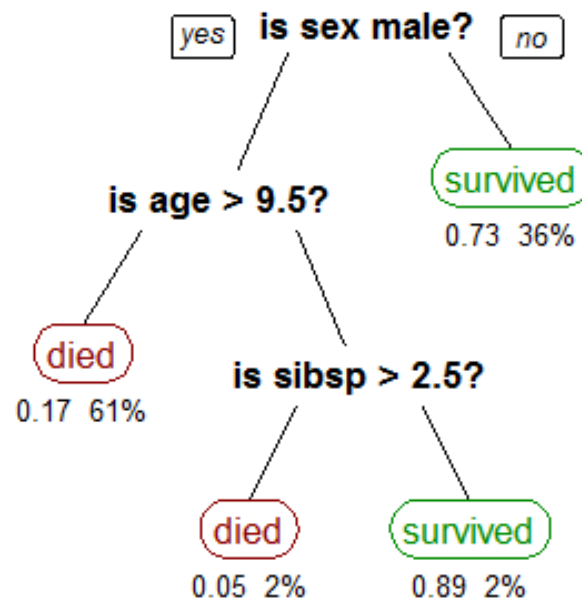 yes is sex male? no
survived
0.73 36%
is age > 9.5?
died
0.17 61%
is sibsp > 2.5?
died survived
0.05 2% 0.89 2%